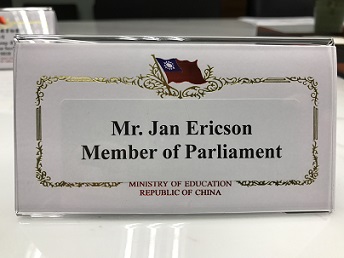 Mr. Jan Ericson
Member of Parliament
MINISTRY OF EDUCATION
REPUBLIC OF CHINA